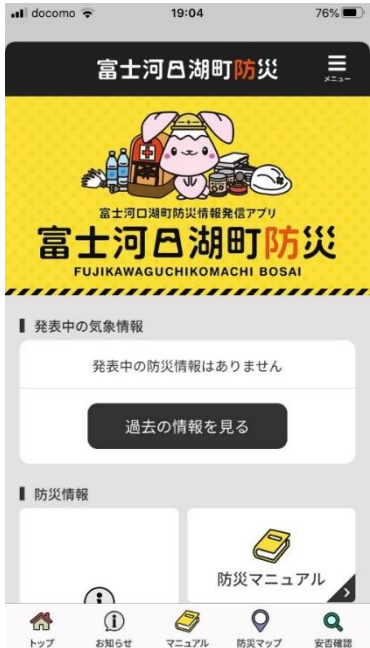 docomo 19:04 76%
富士河口湖町防災
メニュー
富士河口湖町防災情報発信アプリ
富士河口湖町防災
FUJIKAWAGUCHIKOMACHI BOSAI
発表中の気象情報
発表中の防災情報はありません
過去の情報を見る
防災情報
防災マニュアル
トップ お知らせ マニュアル 防災マップ 安否確認